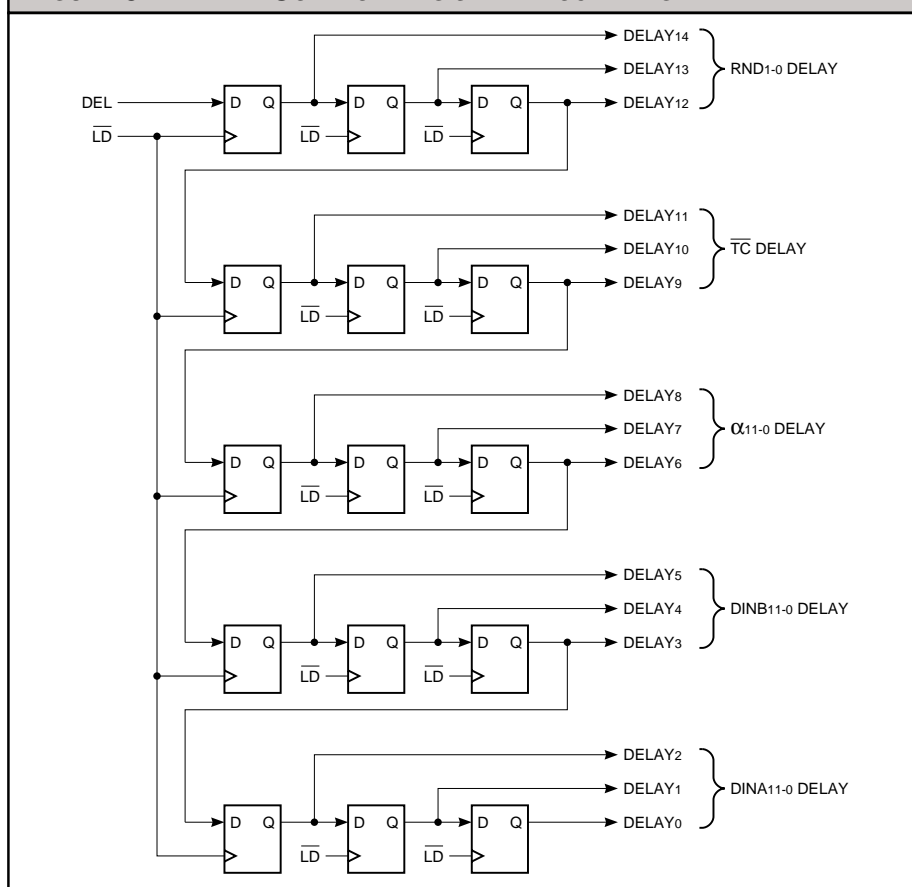 DELAY14
DELAY13
RND1-0 DELAY
DEL
D Q
D Q
D Q
DELAY12
LD
LD
LD
DELAY11
DELAY10
TC DELAY
D Q
D Q
D Q
DELAY9
LD
LD
DELAY8
DELAY7
α11-0 DELAY
D Q
D Q
D Q
DELAY6
LD
LD
DELAY5
DELAY4
DINB11-0 DELAY
D Q
D Q
D Q
DELAY3
LD
LD
DELAY2
DELAY1
DINA11-0 DELAY
D Q
D Q
D Q
DELAY0
LD
LD